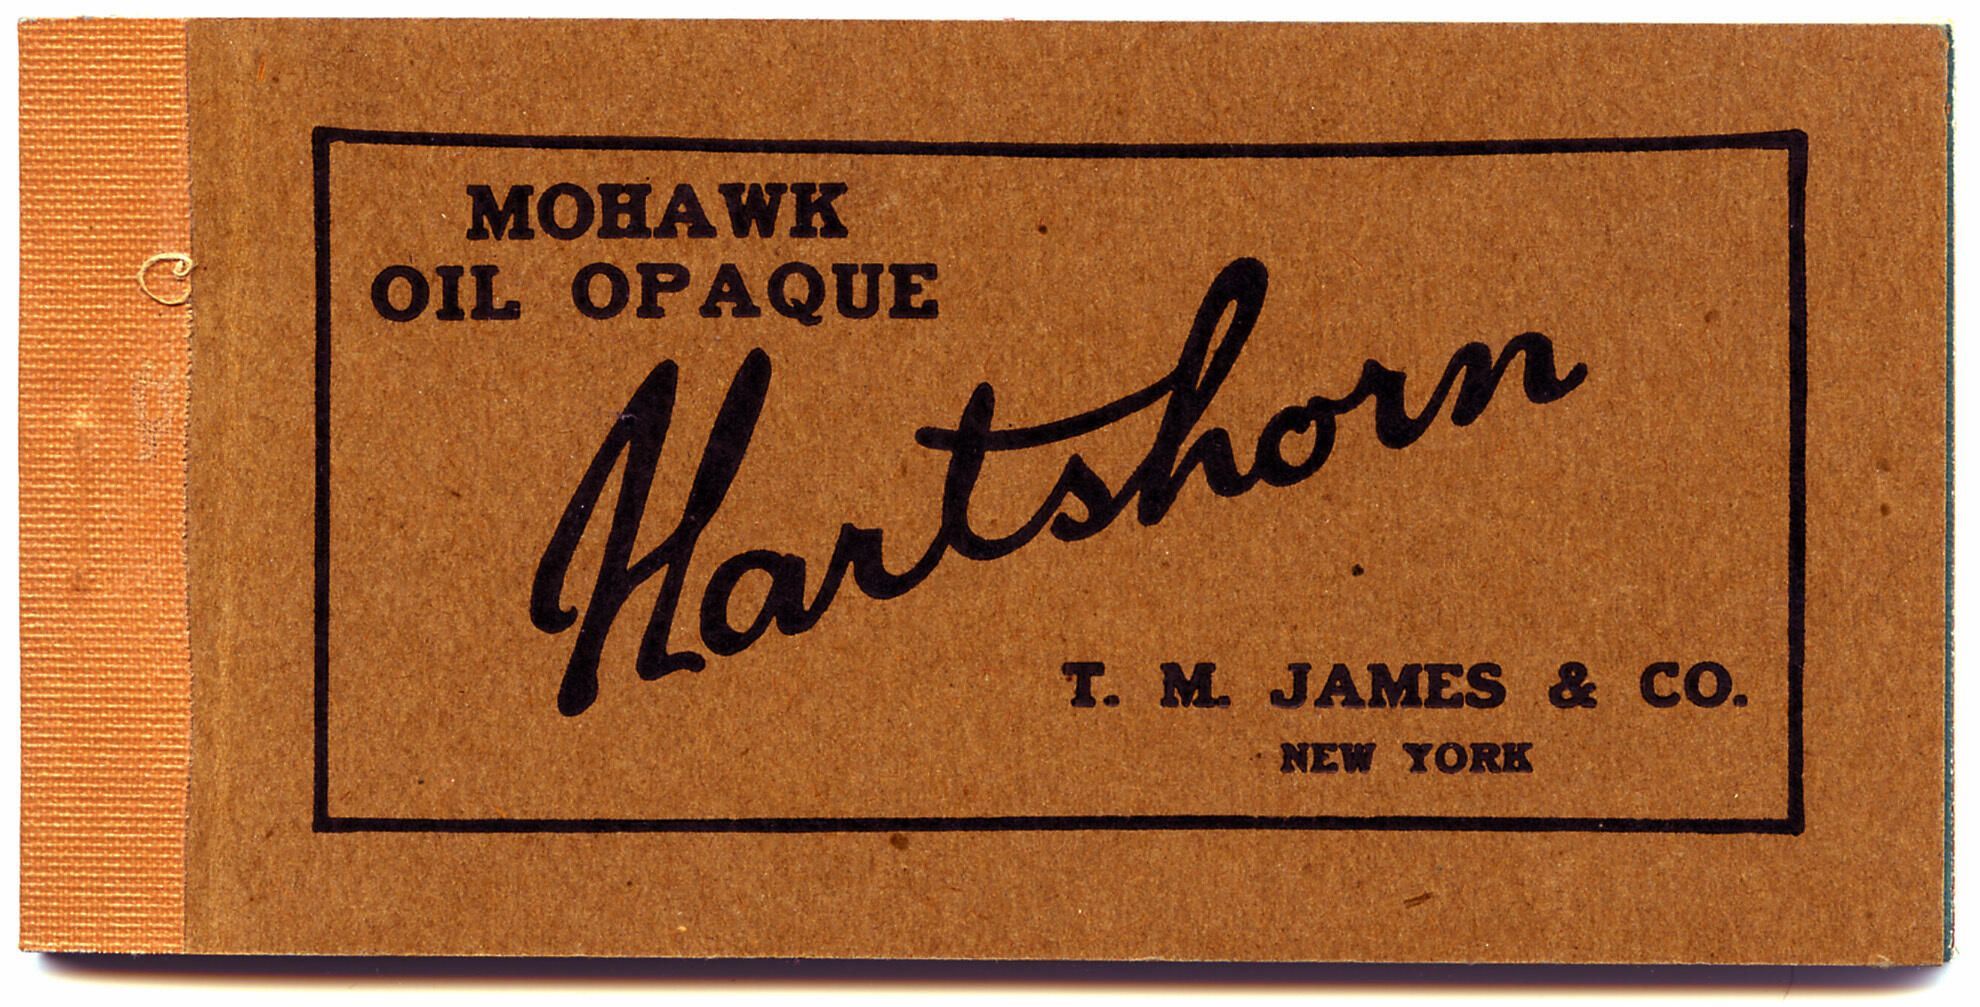 MOHAWK
OIL OPAQUE
Hartshorn
T. M. JAMES & CO.
NEW YORK